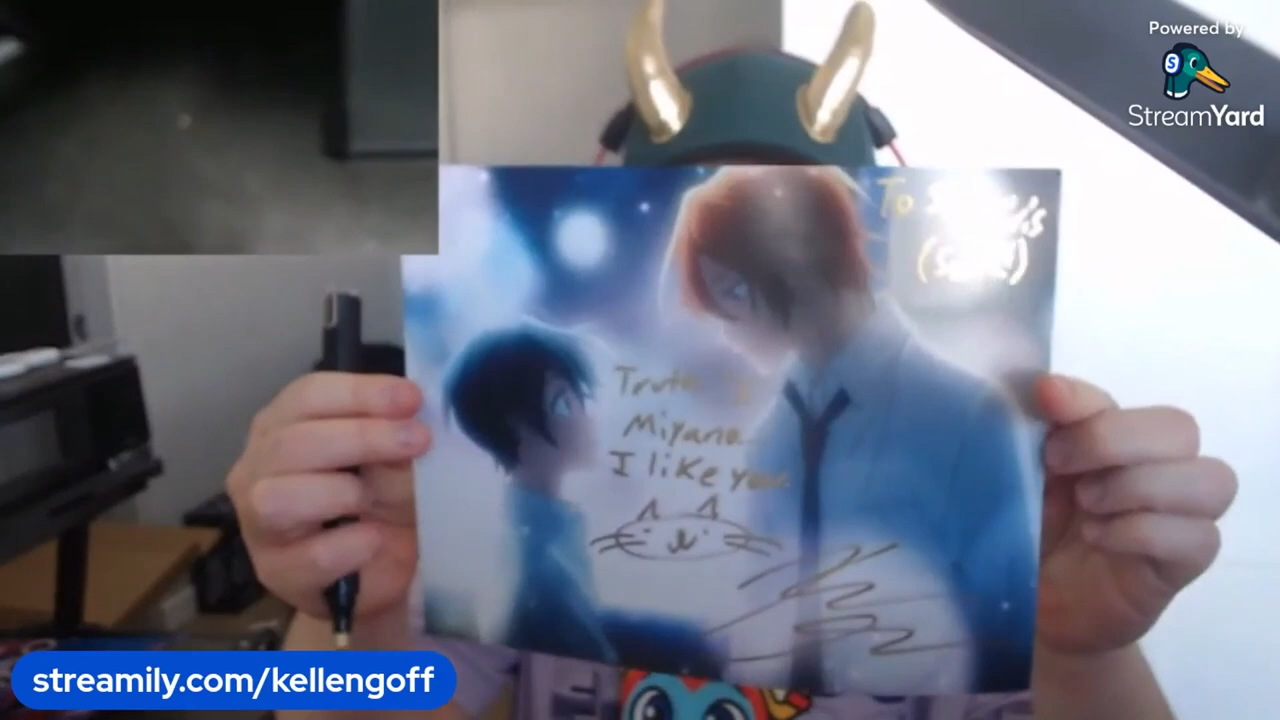 Powered by
StreamYard
To
Truth
Miyano
I like you
streamily.com/kellengoff